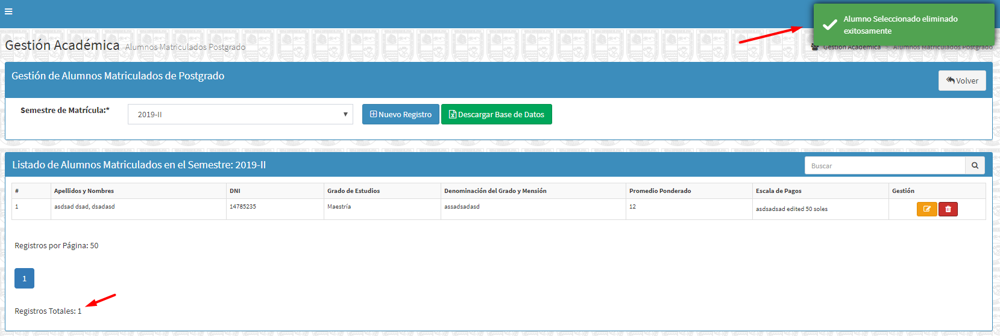 Alumno Seleccionado eliminado
exitosamente
Gestión Académica Alumnos Matriculados Postgrado
Gestión Académica > Alumnos Matriculados Postgrado
Gestión de Alumnos Matriculados de Postgrado
Volver
Semestre de Matrícula:* 2019-II Nuevo Registro Descargar Base de Datos
Listado de Alumnos Matriculados en el Semestre: 2019-II Buscar
# Apellidos y Nombres DNI Grado de Estudios Denominación del Grado y Mensión Promedio Ponderado Escala de Pagos Gestión
1 asdsad dsad, dsadasd 14785235 Maestría assadsadasd 12 asdsadsad edited 50 soles
Registros por Página: 50
1
Registros Totales: 1